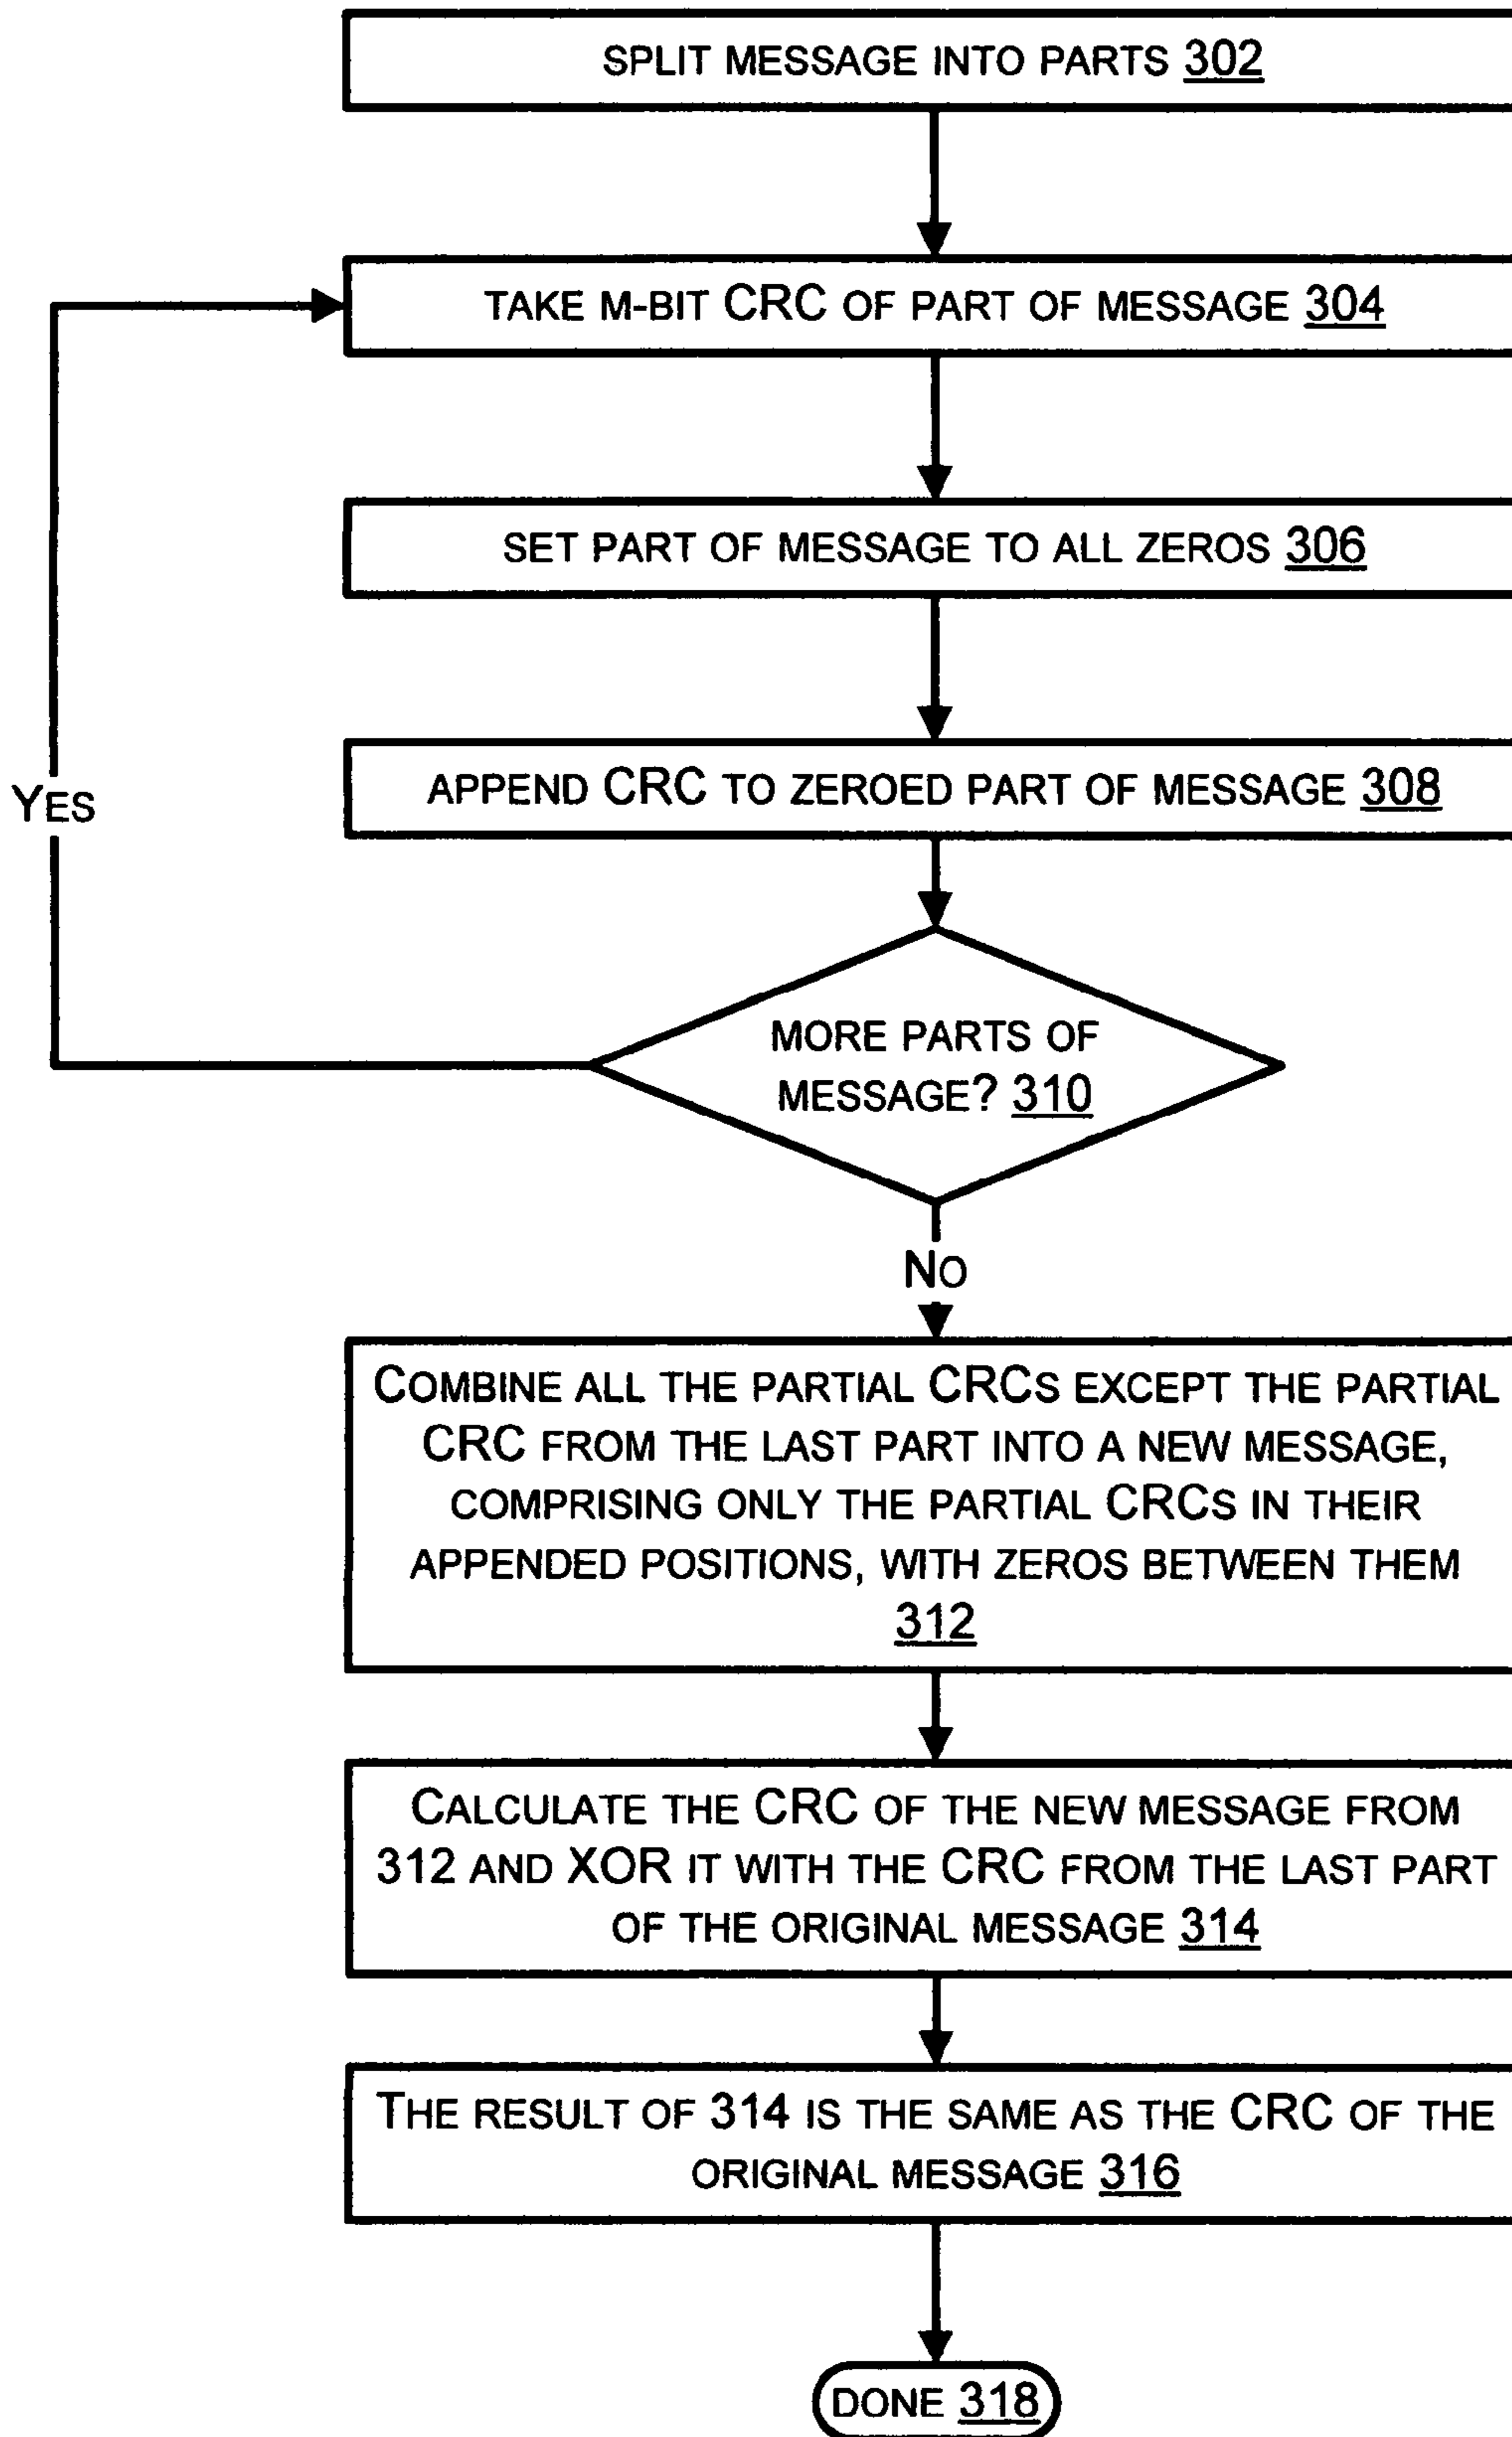 SPLIT MESSAGE INTO PARTS 302
TAKE M-BIT CRC OF PART OF MESSAGE 304
SET PART OF MESSAGE TO ALL ZEROS 306
APPEND CRC TO ZEROED PART OF MESSAGE 308
YES
MORE PARTS OF
MESSAGE? 310
NO
COMBINE ALL THE PARTIAL CRCS EXCEPT THE PARTIAL
CRC FROM THE LAST PART INTO A NEW MESSAGE,
COMPRISING ONLY THE PARTIAL CRCS IN THEIR
APPENDED POSITIONS, WITH ZEROS BETWEEN THEM
312
CALCULATE THE CRC OF THE NEW MESSAGE FROM
312 AND XOR IT WITH THE CRC FROM THE LAST PART
OF THE ORIGINAL MESSAGE 314
THE RESULT OF 314 IS THE SAME AS THE CRC OF THE
ORIGINAL MESSAGE 316
DONE 318